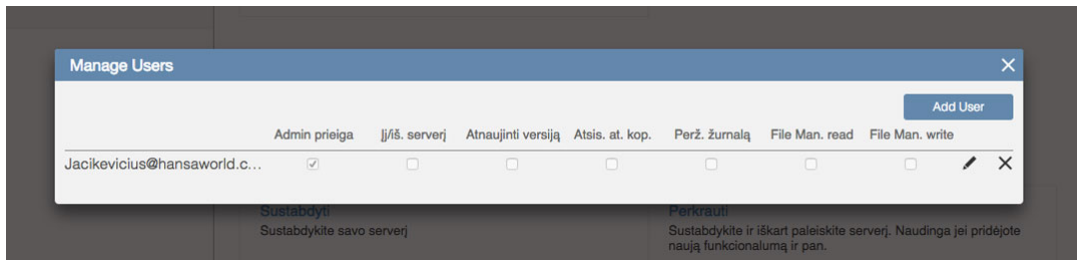 Manage Users
Add User
Admin prieiga Įj/iš. serverį Atnaujinti versiją Atsis. at. kop. Perž. žurnalą File Man. read File Man. write
Jacikevicius@hansaworld.c...
Sustabdyti Perkrauti
Sustabdykite savo serverį Sustabdykite ir iškart paleiskite serverį. Naudinga jei pridėjote
naują funkcionalumą ir pan.